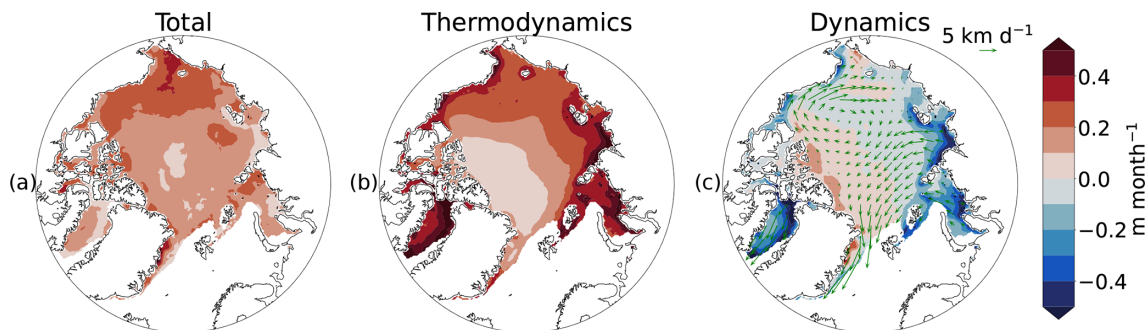 Total
Thermodynamics
Dynamics
5 km d⁻¹
(a)
(b)
(c)
0.4
0.2
0.0
−0.2
−0.4
m month⁻¹